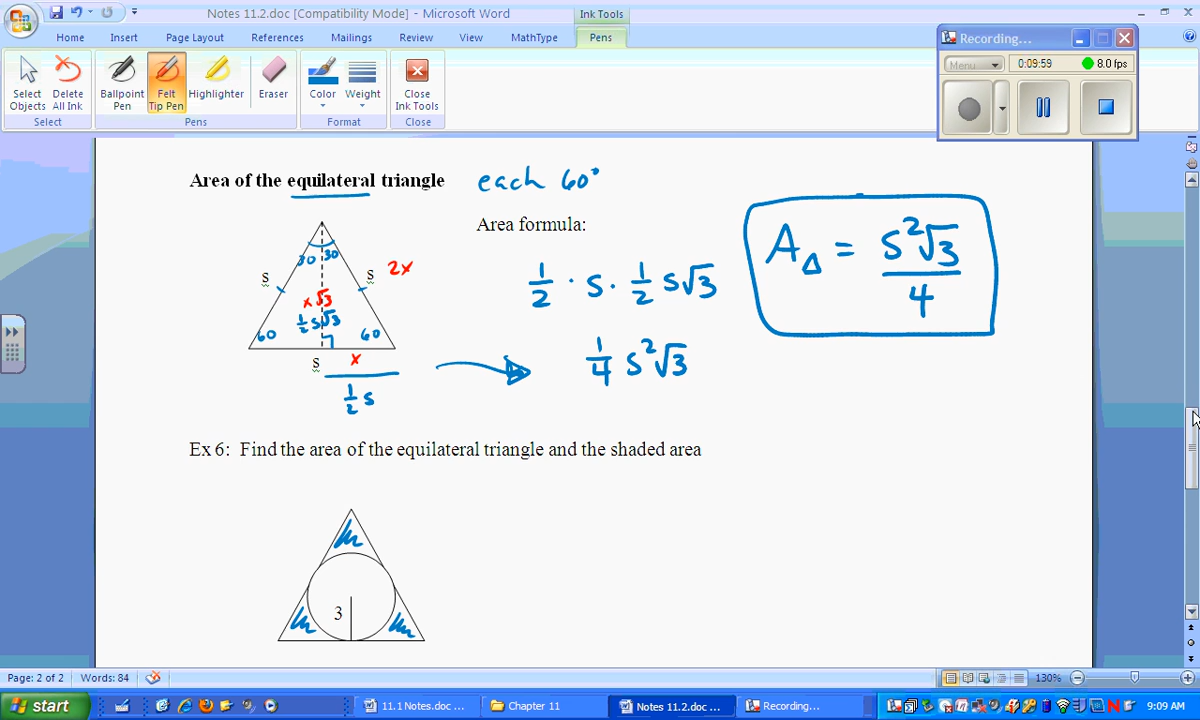 Notes 11.2.doc [Compatibility Mode] - Microsoft Word
Ink Tools
Recording...
Home Insert Page Layout References Mailings Review View MathType Pens
Menu 0:09:59 8.0 fps
Select Objects
Delete All Ink
Ballpoint Pen
Felt Tip Pen
Highlighter
Eraser
Color
Weight
Close Ink Tools
Select Pens Format Close
Area of the equilateral triangle each 60°
Area formula:
A△ = s²√3/4
30 30
s s 2x
1/2 · s · 1/2 s√3
x√3
1/2 s√3
60 60
s x
1/2 s
1/4 s²√3
Ex 6: Find the area of the equilateral triangle and the shaded area
3
Page: 2 of 2 Words: 84 130%
start 11.1 Notes.doc ... Chapter 11 Notes 11.2.doc ... Recording... 9:09 AM